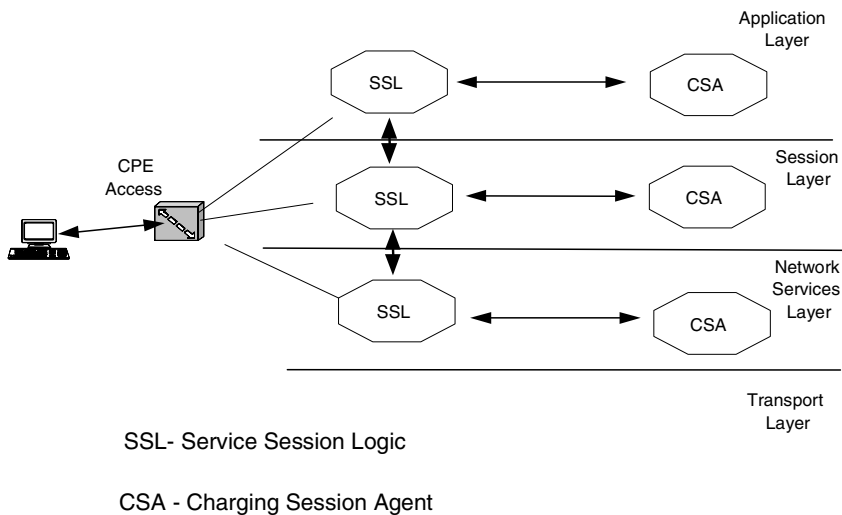 Application
Layer
SSL
CSA
CPE
Access
Session
Layer
SSL
CSA
Network
Services
Layer
SSL
CSA
Transport
Layer
SSL- Service Session Logic
CSA - Charging Session Agent